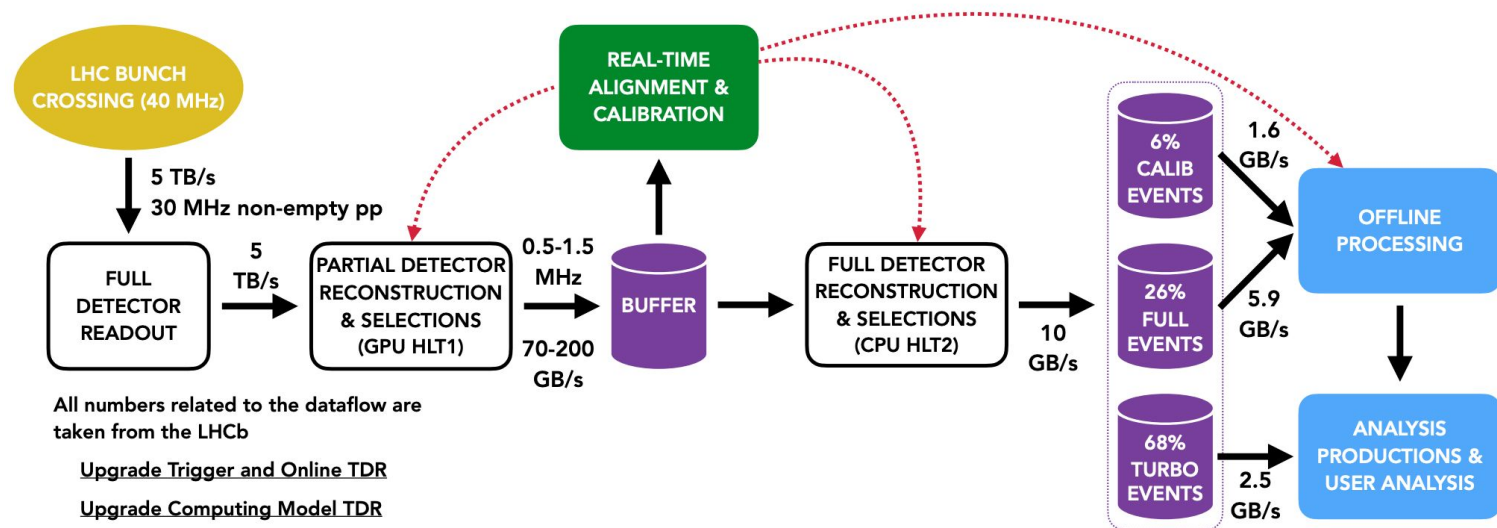 LHC BUNCH
CROSSING (40 MHz)
5 TB/s
30 MHz non-empty pp
FULL
DETECTOR
READOUT
5
TB/s
PARTIAL DETECTOR
RECONSTRUCTION
& SELECTIONS
(GPU HLT1)
0.5-1.5
MHz
70-200
GB/s
REAL-TIME
ALIGNMENT &
CALIBRATION
BUFFER
FULL DETECTOR
RECONSTRUCTION
& SELECTIONS
(CPU HLT2)
10
GB/s
6%
CALIB
EVENTS
26%
FULL
EVENTS
68%
TURBO
EVENTS
1.6
GB/s
5.9
GB/s
2.5
GB/s
OFFLINE
PROCESSING
ANALYSIS
PRODUCTIONS &
USER ANALYSIS
All numbers related to the dataflow are
taken from the LHCb
Upgrade Trigger and Online TDR
Upgrade Computing Model TDR